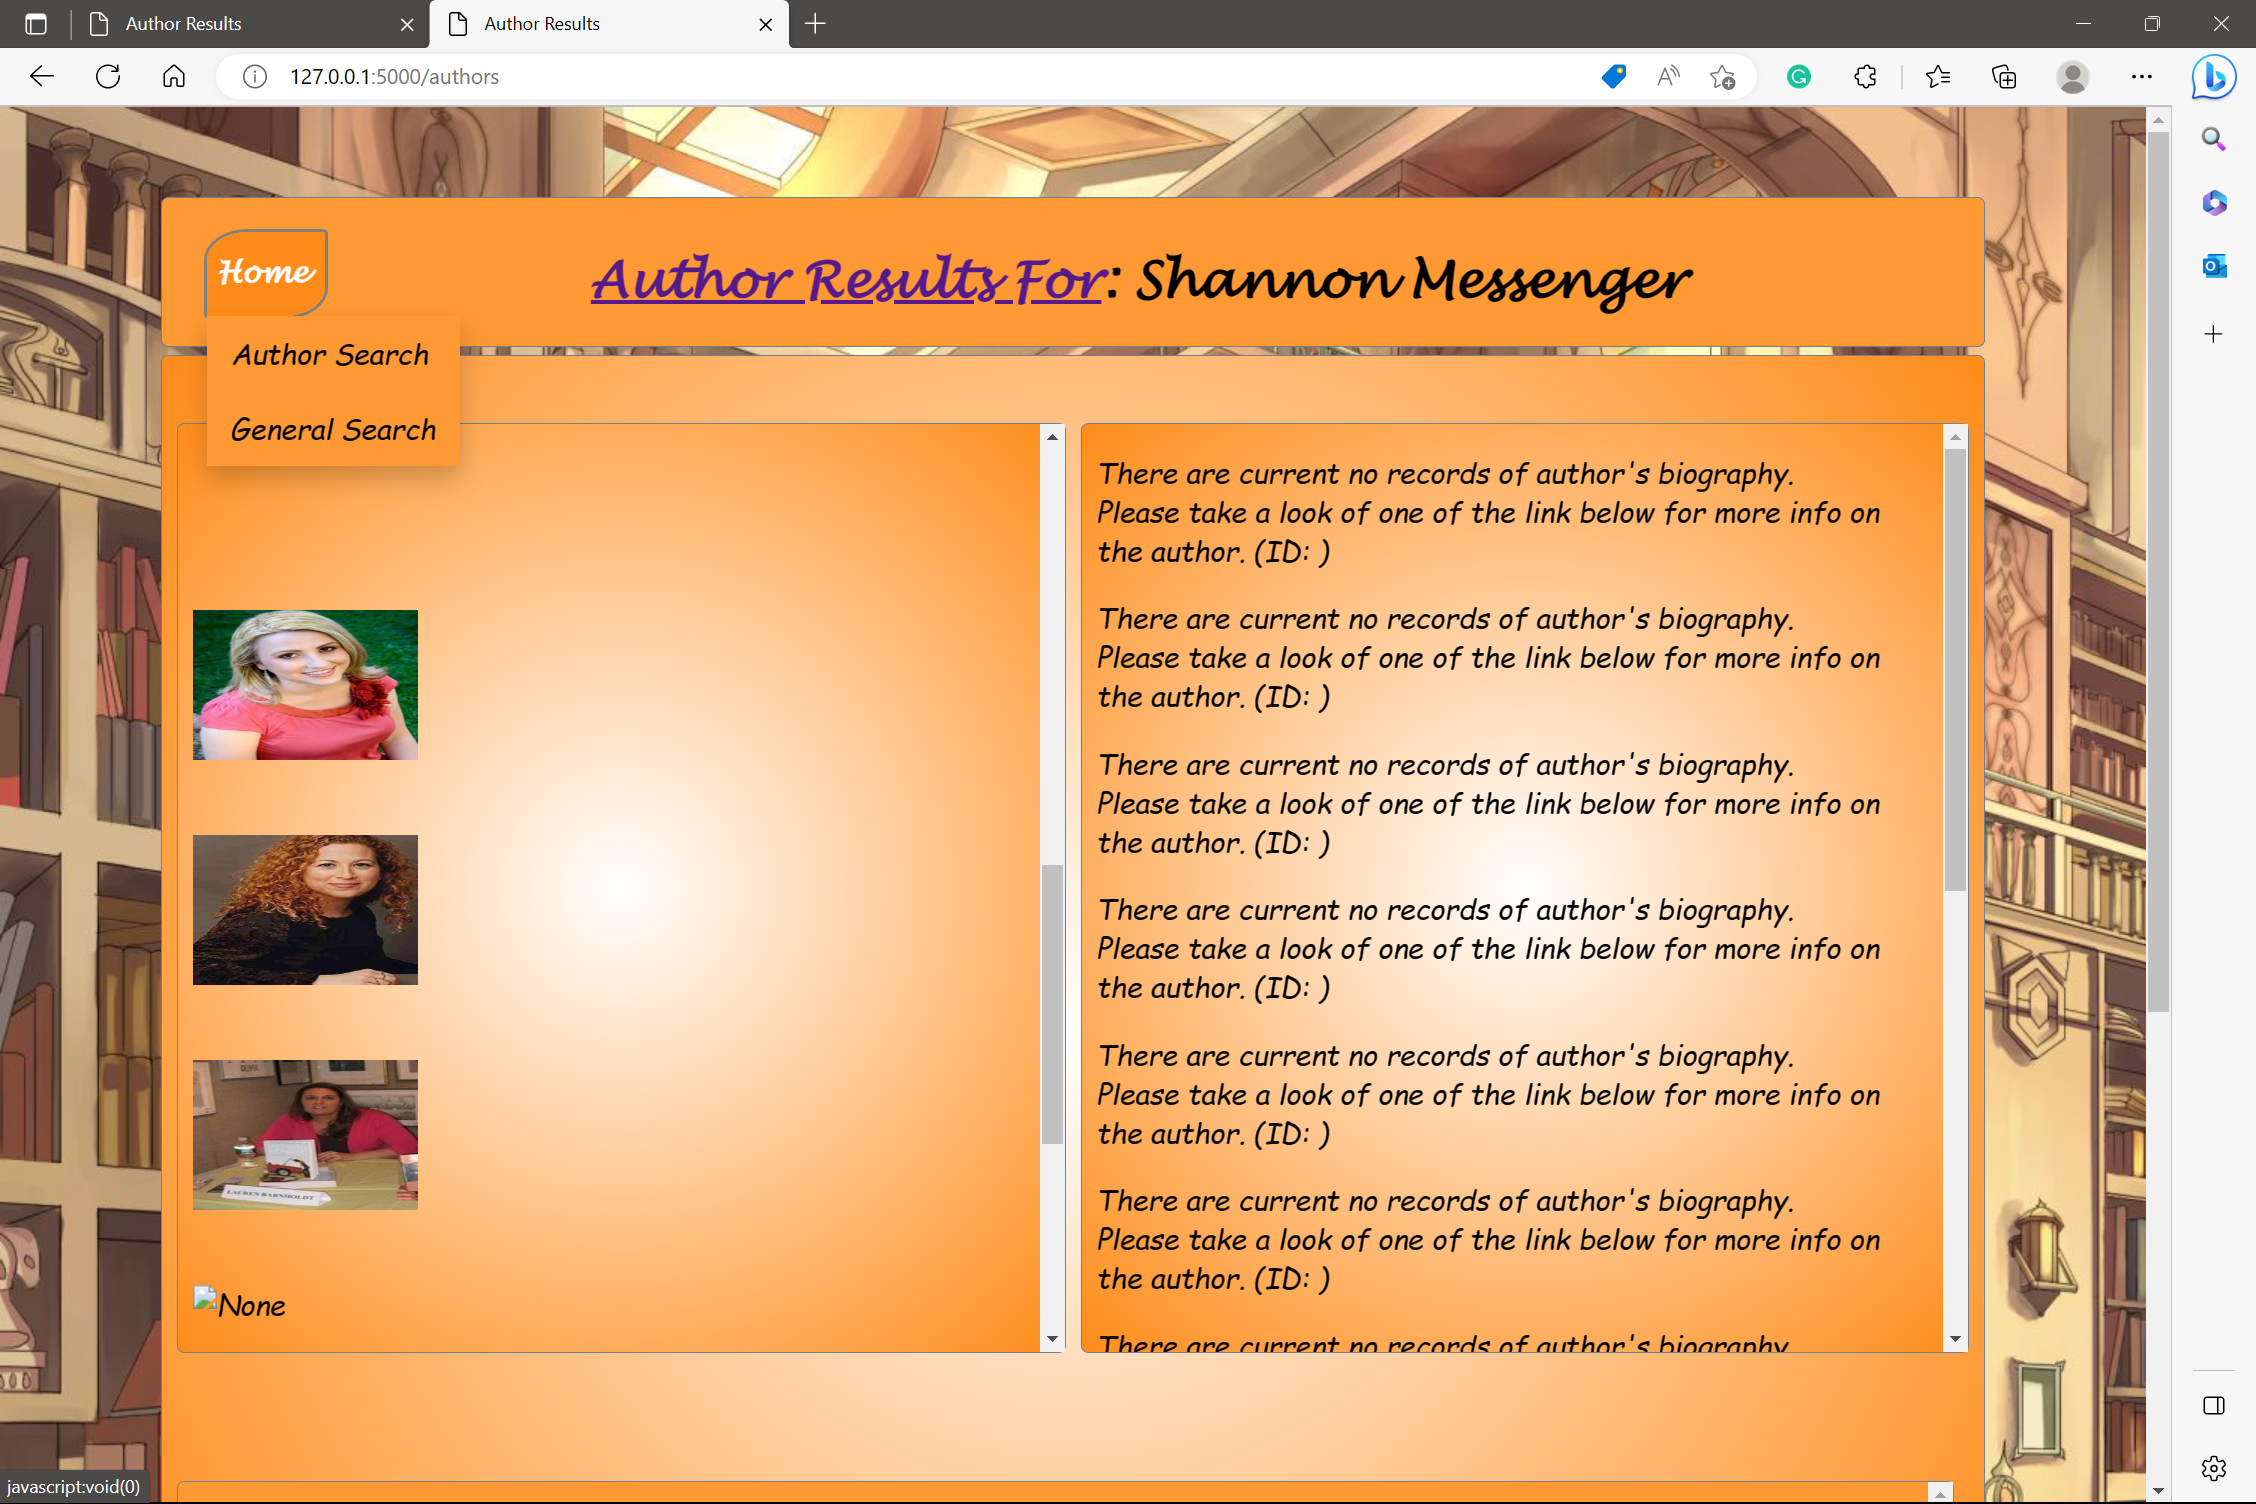 Author Results
Author Results
127.0.0.1:5000/authors
Home
Author Results For: Shannon Messenger
Author Search
General Search
There are current no records of author's biography.
Please take a look of one of the link below for more info on
the author. (ID: )
There are current no records of author's biography.
Please take a look of one of the link below for more info on
the author. (ID: )
There are current no records of author's biography.
Please take a look of one of the link below for more info on
the author. (ID: )
There are current no records of author's biography.
Please take a look of one of the link below for more info on
the author. (ID: )
There are current no records of author's biography.
Please take a look of one of the link below for more info on
the author. (ID: )
There are current no records of author's biography.
Please take a look of one of the link below for more info on
the author. (ID: )
There are current no records of author's biography.
LAUREN BARNHOLDT
None
javascript:void(0)